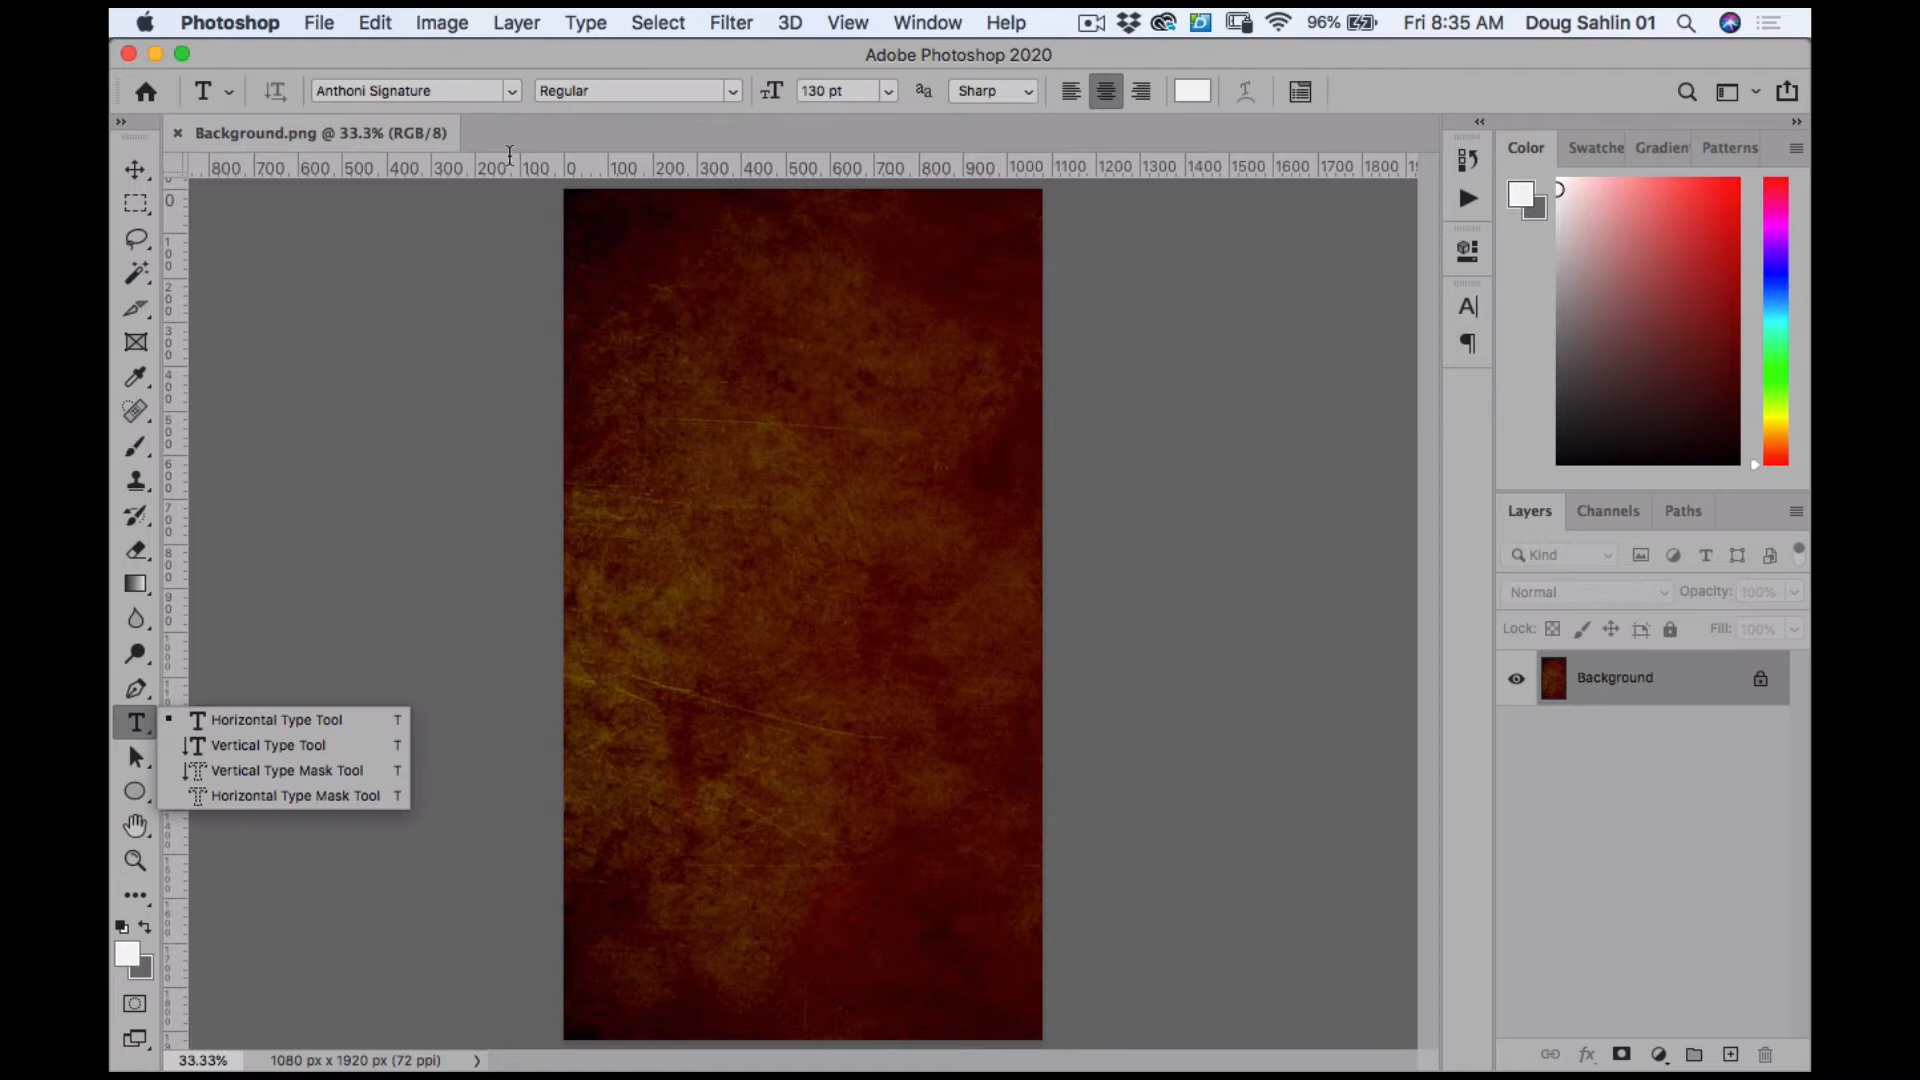 Photoshop File Edit Image Layer Type Select Filter 3D View Window Help 96% Fri 8:35 AM Doug Sahlin 01
Adobe Photoshop 2020
T Anthoni Signature Regular 130 pt Sharp
Background.png @ 33.3% (RGB/8)
800 700 600 500 400 300 200 100 0 100 200 300 400 500 600 700 800 900 1000 1100 1200 1300 1400 1500 1600 1700 1800
Color Swatche Gradien Patterns
Layers Channels Paths
Kind
Normal Opacity: 100%
Lock: Fill: 100%
Background
Horizontal Type Tool T
Vertical Type Tool T
Vertical Type Mask Tool T
Horizontal Type Mask Tool T
33.33% 1080 px x 1920 px (72 ppi)